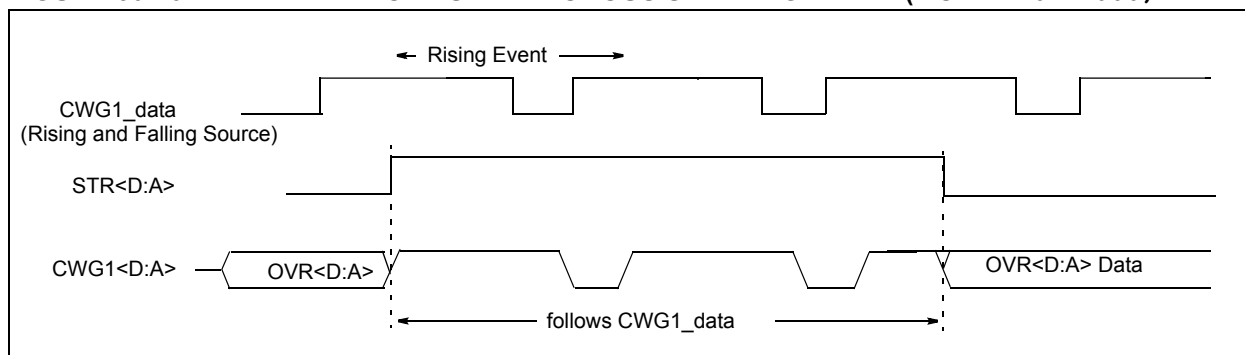 Rising Event
CWG1_data
(Rising and Falling Source)
STR<D:A>
CWG1<D:A>
OVR<D:A>
OVR<D:A> Data
follows CWG1_data